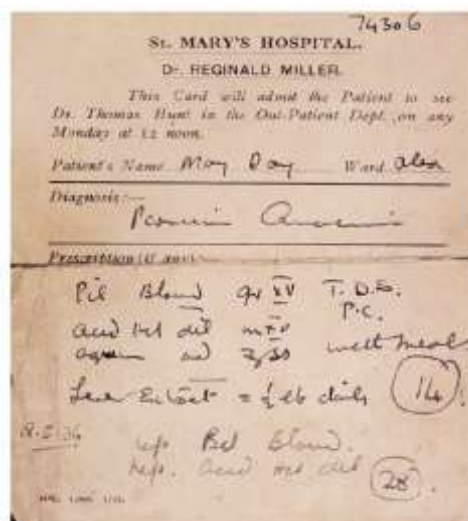 74306
St. MARY'S HOSPITAL.
Dr. REGINALD MILLER.
This Card will admit the Patient to see
Dr. Thomas Hunt in the Out-Patient Dept. on any
Monday at 12 noon.
Patient's Name May Day Ward Alex
Diagnosis:—
Pernicious Anaemia
Prescription (if any)
Pil Blaud gr XV T.D.S.
P.C.
acid Hcl dil m XV
aquam ad ℥ss with meals
Liver Extract = ½ lb daily 14
8.5.36
rep. Pil Blaud.
rep. acid Hcl dil 28